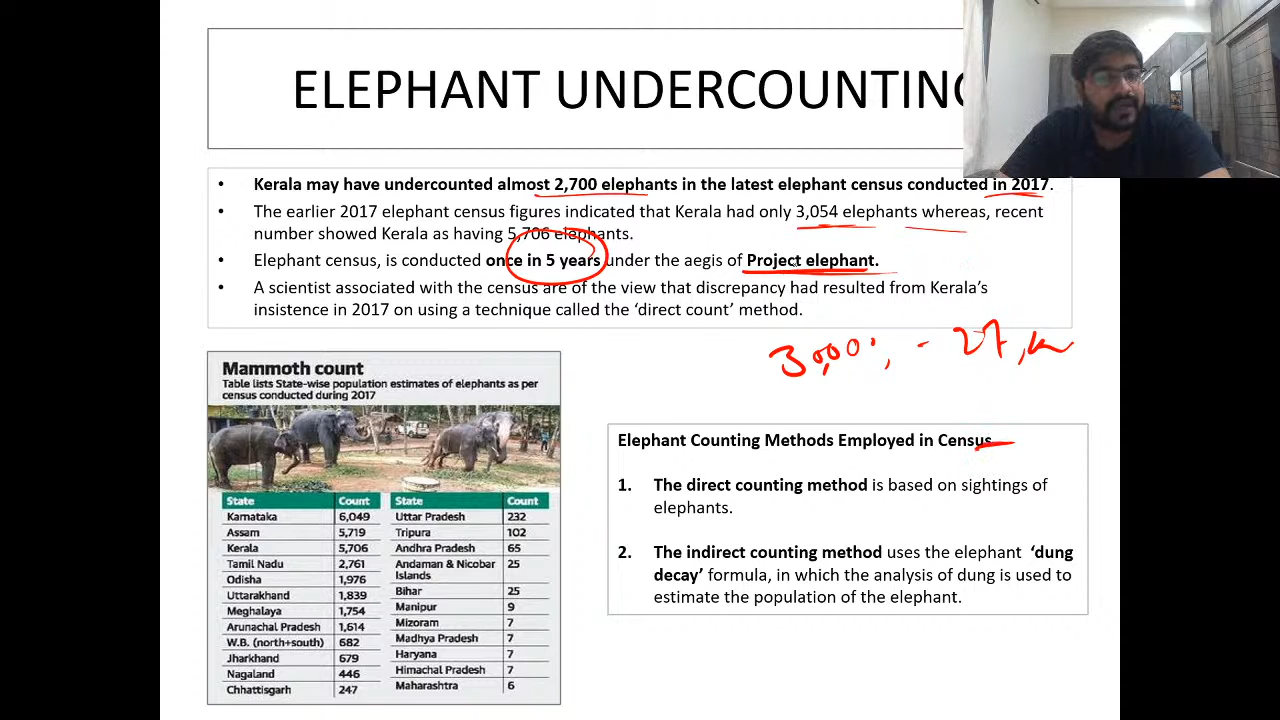 ELEPHANT UNDERCOUNTING
• Kerala may have undercounted almost 2,700 elephants in the latest elephant census conducted in 2017.
• The earlier 2017 elephant census figures indicated that Kerala had only 3,054 elephants whereas, recent
number showed Kerala as having 5,706 elephants.
• Elephant census, is conducted once in 5 years under the aegis of Project elephant.
• A scientist associated with the census are of the view that discrepancy had resulted from Kerala’s
insistence in 2017 on using a technique called the ‘direct count’ method.
Mammoth count
Table lists State-wise population estimates of elephants as per
census conducted during 2017
State Count State Count
Karnataka 6,049 Uttar Pradesh 232
Assam 5,719 Tripura 102
Kerala 5,706 Andhra Pradesh 65
Tamil Nadu 2,761 Andaman & Nicobar 25
Odisha 1,976 Islands
Uttarakhand 1,839 Bihar 25
Meghalaya 1,754 Manipur 9
Arunachal Pradesh 1,614 Mizoram 7
W.B. (north+south) 682 Madhya Pradesh 7
Jharkhand 679 Haryana 7
Nagaland 446 Himachal Pradesh 7
Chhattisgarh 247 Maharashtra 6
Elephant Counting Methods Employed in Census
1. The direct counting method is based on sightings of
elephants.
2. The indirect counting method uses the elephant ‘dung
decay’ formula, in which the analysis of dung is used to
estimate the population of the elephant.